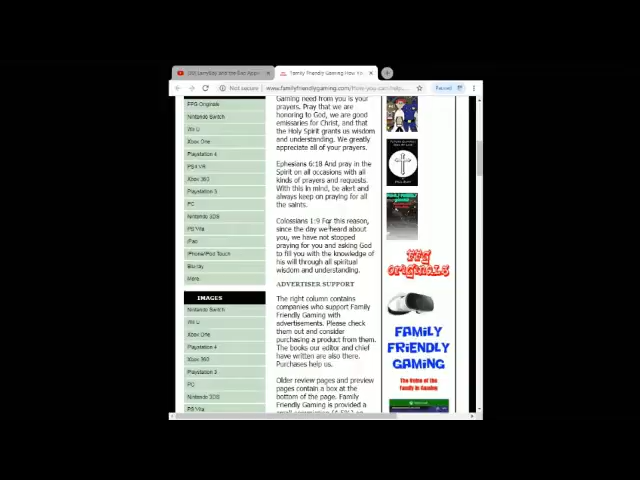 Family Friendly Gaming How Yo
Not secure
www.familyfriendlygaming.com/How-you-can-help
Paused
FFG Originals
Nintendo Switch
Wii U
Xbox One
Playstation 4
PS4 VR
Xbox 360
Playstation 3
PC
Nintendo 3DS
PS Vita
iPad
iPhone/iPod Touch
Blu-ray
More
IMAGES
Nintendo Switch
Wii U
Xbox One
Playstation 4
Xbox 360
Playstation 3
PC
Nintendo 3DS
PS Vita
Gaming need from you is your
prayers. Pray that we are
honoring to God, we are good
emissaries for Christ, and that
the Holy Spirit grants us wisdom
and understanding. We greatly
appreciate all of your prayers.
Ephesians 6:18 And pray in the
Spirit on all occasions with all
kinds of prayers and requests.
With this in mind, be alert and
always keep on praying for all
the saints.
Colossians 1:9 For this reason,
since the day we heard about
you, we have not stopped
praying for you and asking God
to fill you with the knowledge of
his will through all spiritual
wisdom and understanding.
ADVERTISER SUPPORT
The right column contains
companies who support Family
Friendly Gaming with
advertisements. Please check
them out and consider
purchasing a product from them.
The books our editor and chief
have written are also there.
Purchases help us.
Older review pages and preview
pages contain a box at the
bottom of the page. Family
Friendly Gaming is provided a
FFG
ORIGINALS
FAMILY
FRIENDLY
GAMING
The Voice of the
Family in Gaming